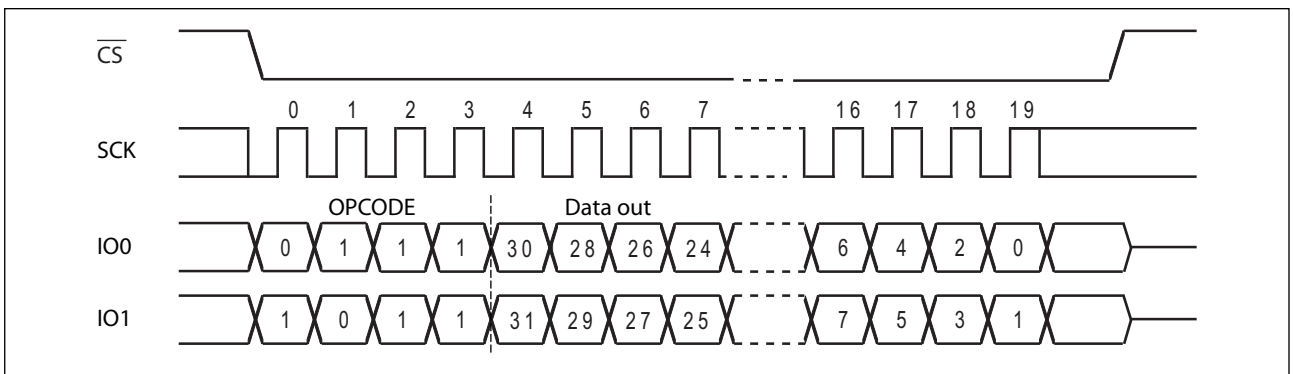 CS
0 1 2 3 4 5 6 7 16 17 18 19
SCK
OPCODE Data out
IO0 0 1 1 1 30 28 26 24 6 4 2 0
IO1 1 0 1 1 31 29 27 25 7 5 3 1